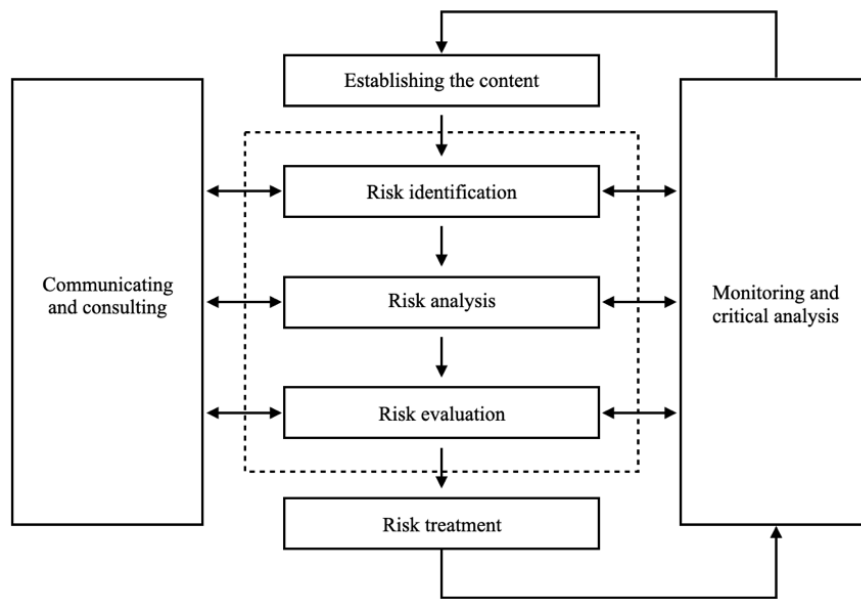 Establishing the content
Risk identification
Communicating
and consulting
Risk analysis
Monitoring and
critical analysis
Risk evaluation
Risk treatment